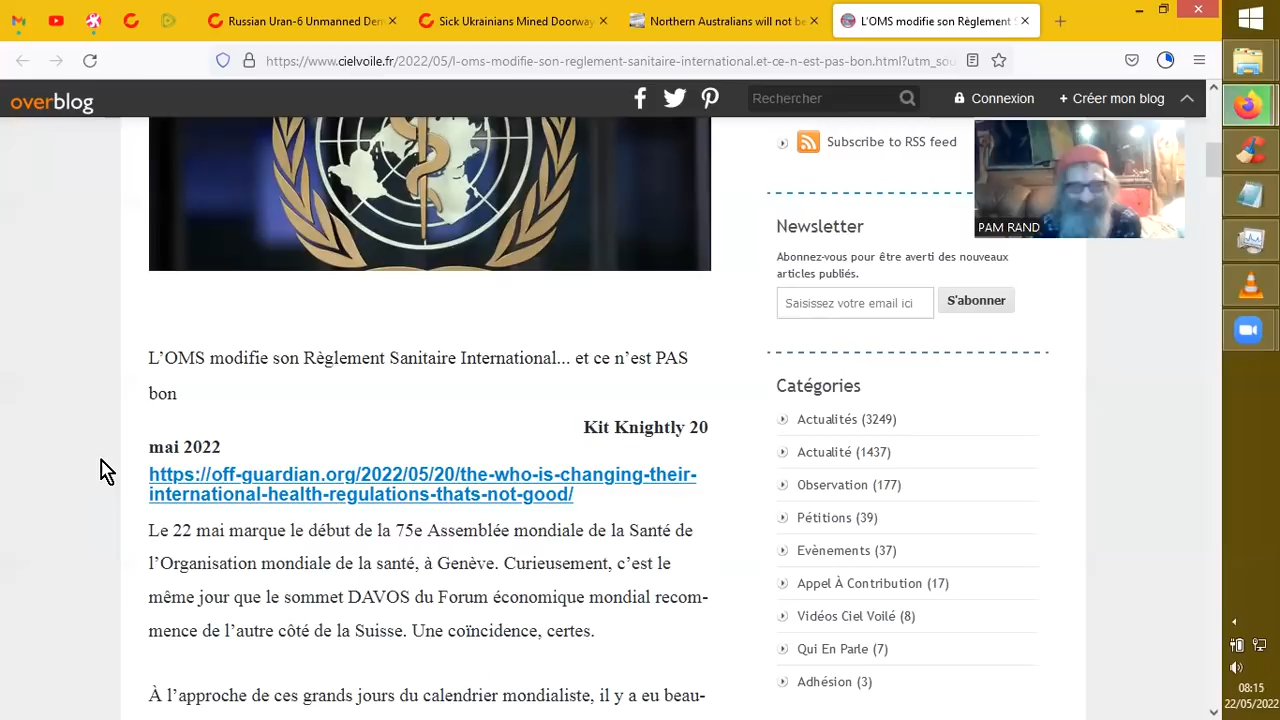 Russian Uran-6 Unmanned Den
Sick Ukrainians Mined Doorway
Northern Australians will not be
L'OMS modifie son Règlement S
https://www.cielvoile.fr/2022/05/l-oms-modifie-son-reglement-sanitaire-international.et-ce-n-est-pas-bon.html?utm_sou
overblog
Rechercher
Connexion
+ Créer mon blog
Subscribe to RSS feed
PAM RAND
Newsletter
Abonnez-vous pour être averti des nouveaux
articles publiés.
Saisissez votre email ici
S'abonner
L'OMS modifie son Règlement Sanitaire International... et ce n'est PAS
bon
Kit Knightly 20
mai 2022
https://off-guardian.org/2022/05/20/the-who-is-changing-their-
international-health-regulations-thats-not-good/
Le 22 mai marque le début de la 75e Assemblée mondiale de la Santé de
l'Organisation mondiale de la santé, à Genève. Curieusement, c'est le
même jour que le sommet DAVOS du Forum économique mondial recom-
mence de l'autre côté de la Suisse. Une coïncidence, certes.
À l'approche de ces grands jours du calendrier mondialiste, il y a eu beau-
Catégories
Actualités (3249)
Actualité (1437)
Observation (177)
Pétitions (39)
Evènements (37)
Appel À Contribution (17)
Vidéos Ciel Voilé (8)
Qui En Parle (7)
Adhésion (3)
08:15
22/05/2022